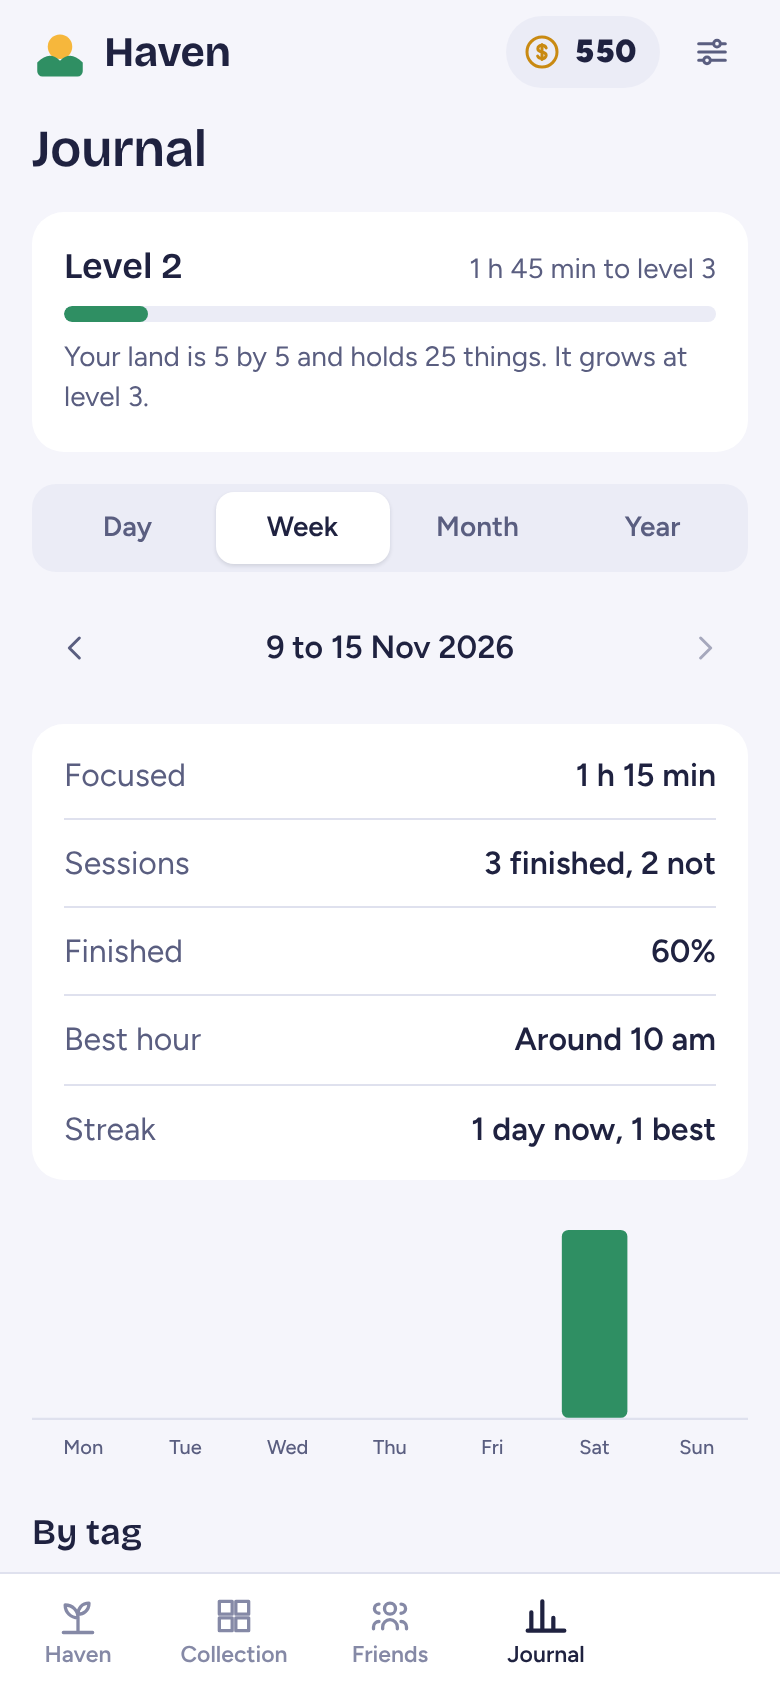 Haven
550
Journal
Level 2
1 h 45 min to level 3
Your land is 5 by 5 and holds 25 things. It grows at
level 3.
Day
Week
Month
Year
9 to 15 Nov 2026
Focused
1 h 15 min
Sessions
3 finished, 2 not
Finished
60%
Best hour
Around 10 am
Streak
1 day now, 1 best
Mon
Tue
Wed
Thu
Fri
Sat
Sun
By tag
Haven
Collection
Friends
Journal